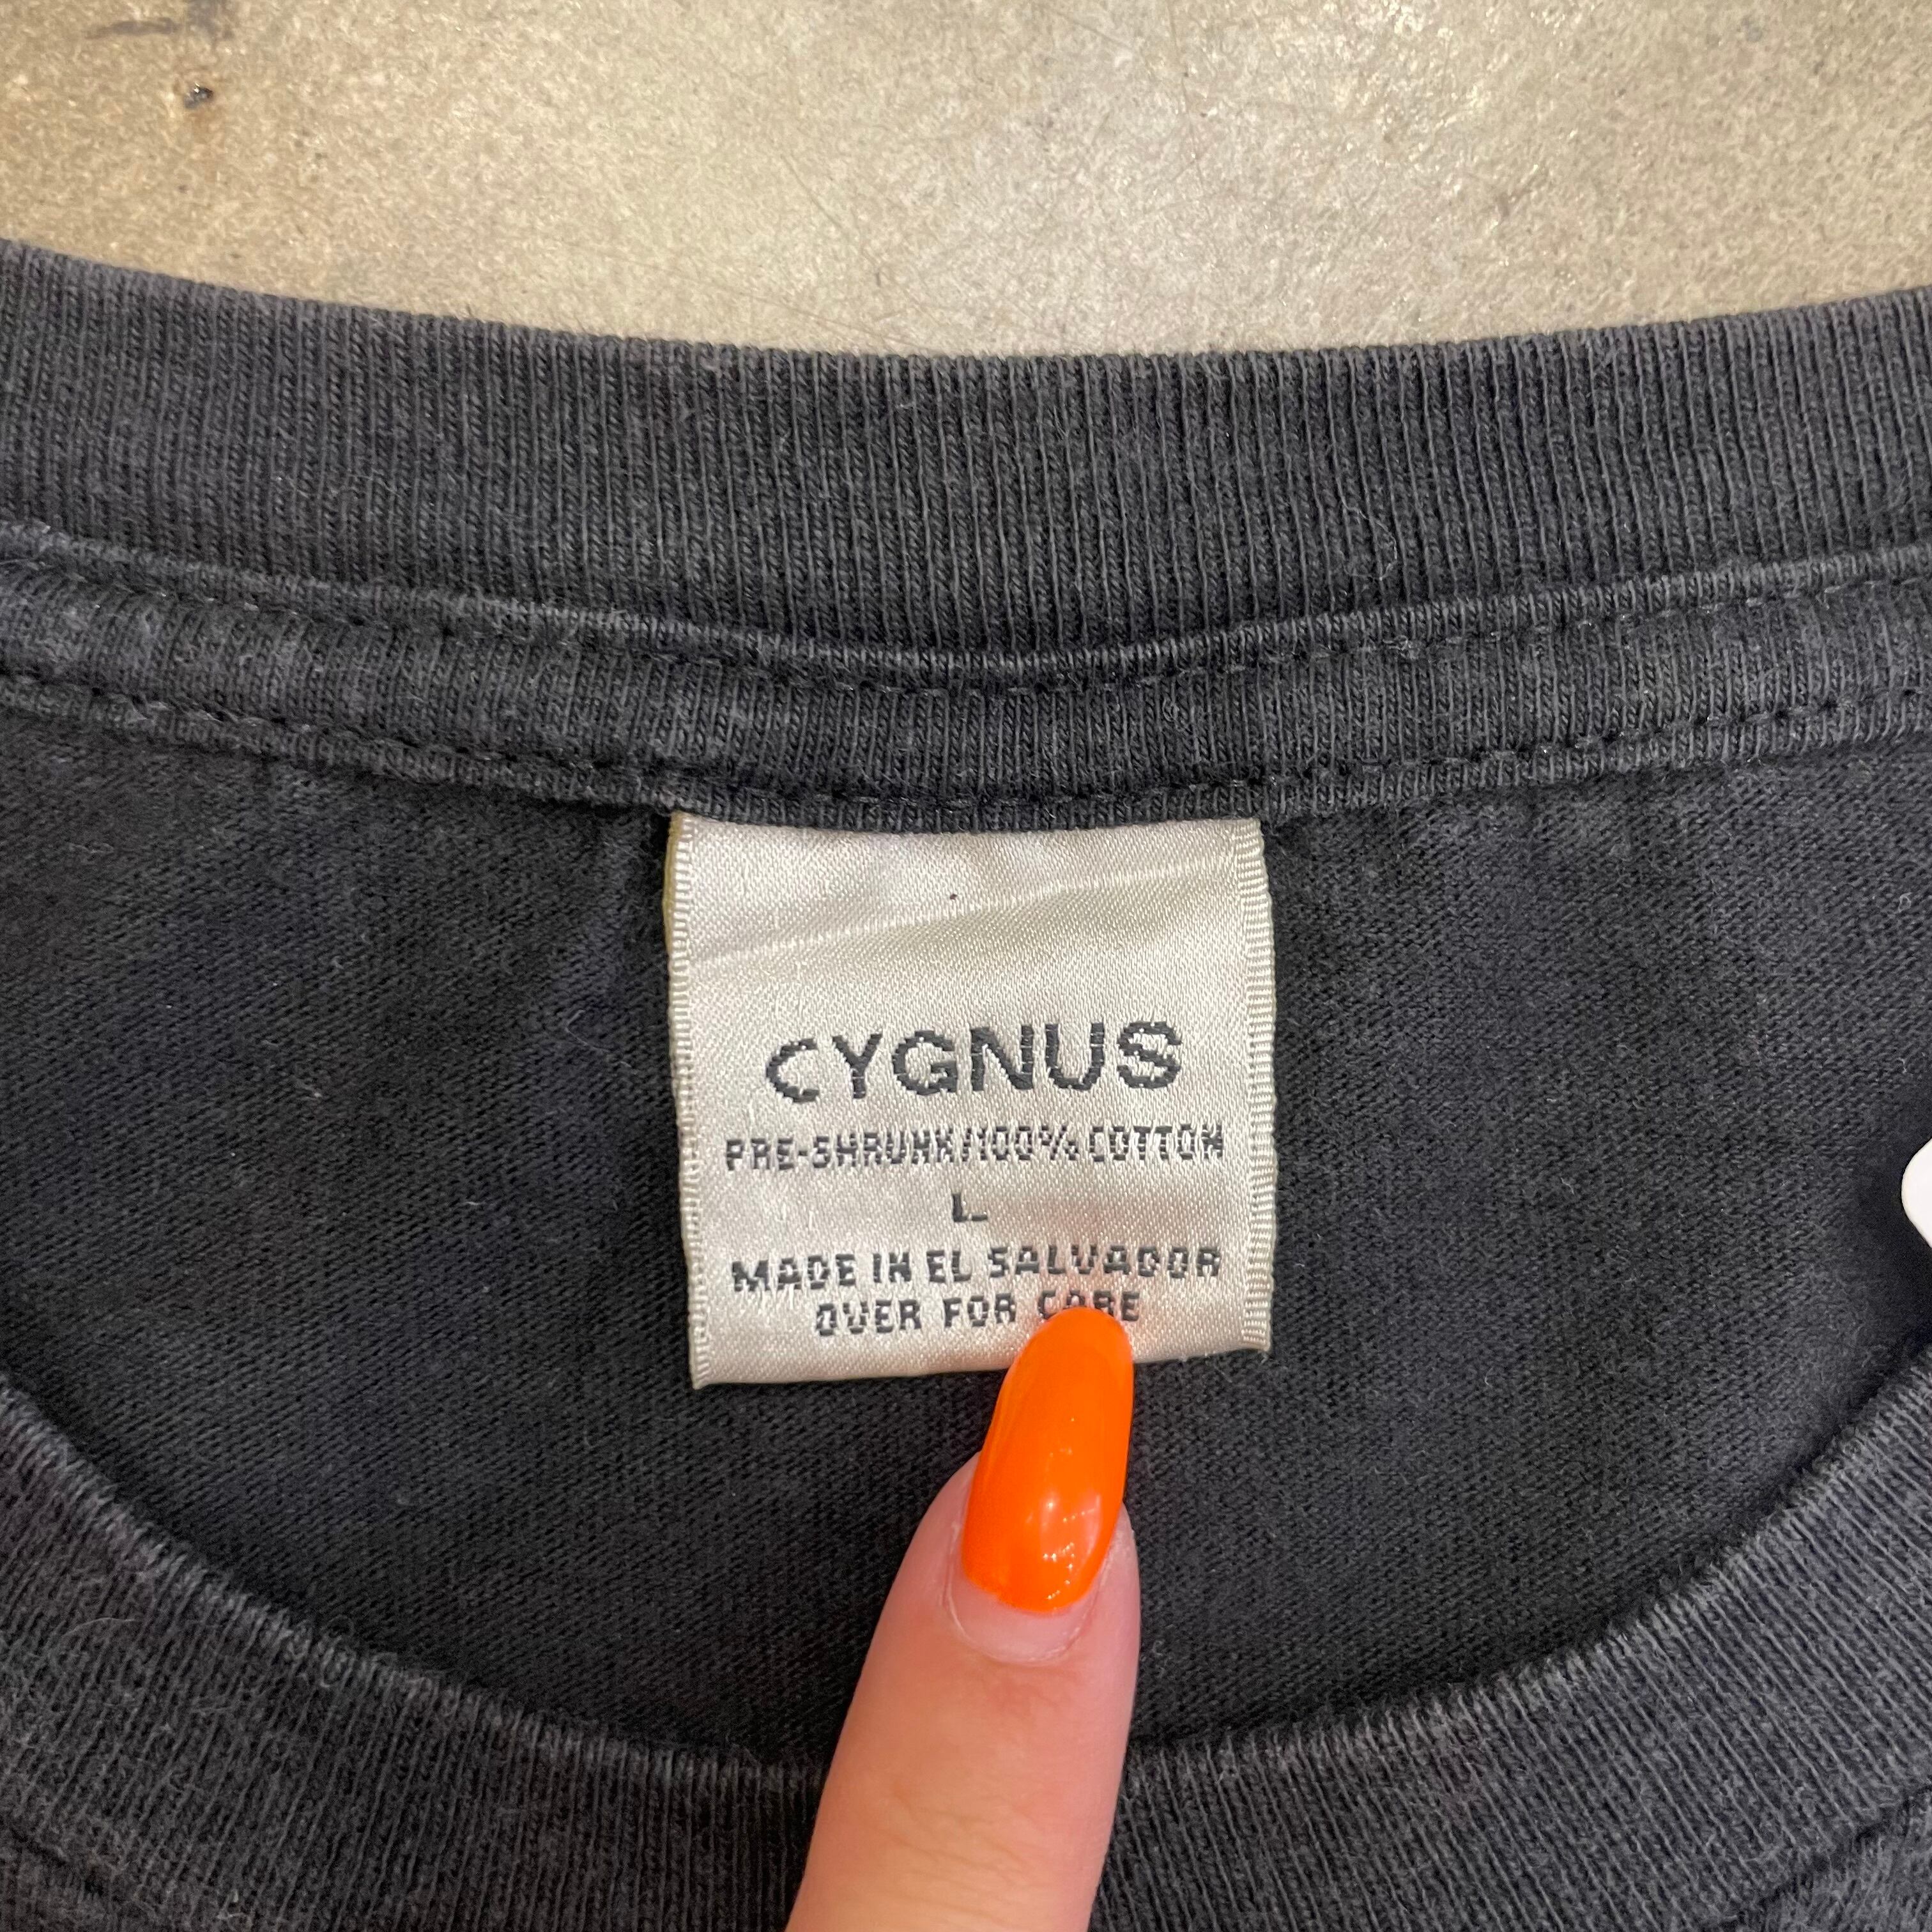 CYGNUS
PRE-SHRUNK/100% COTTON
L
MADE IN EL SALVADOR
OVER FOR CARE